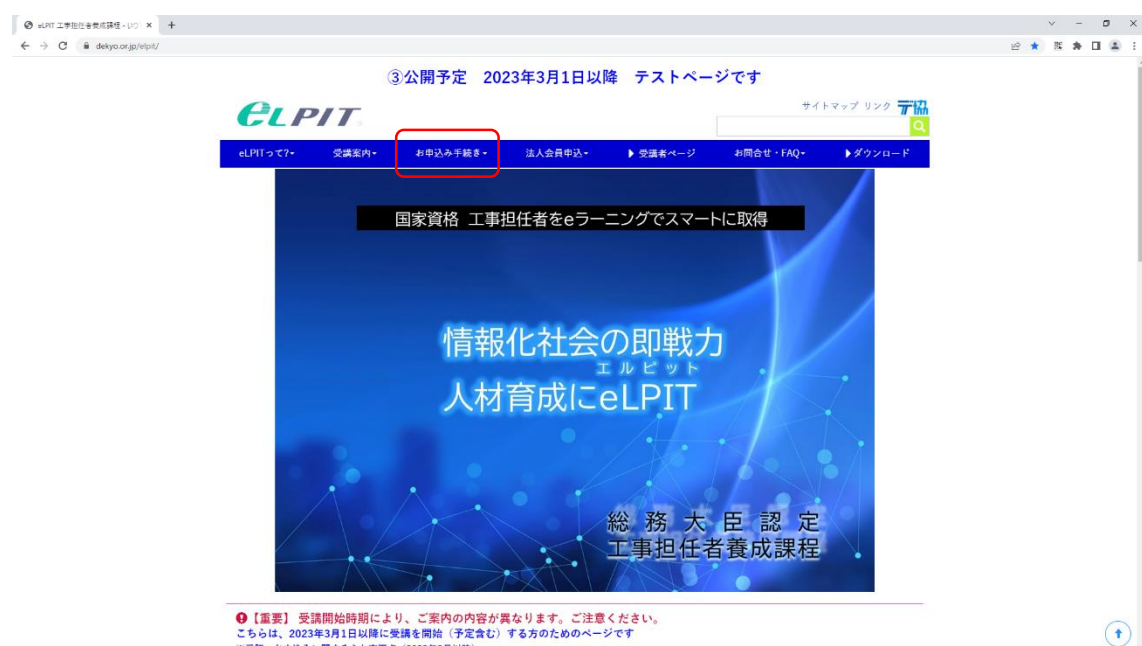 eLPIT 工事担任者養成課程 - いつ
dekyo.or.jp/elpit/
③公開予定 2023年3月1日以降 テストページです
eLPIT
サイトマップ リンク デ協
eLPITって?▾ 受講案内▾ お申込み手続き▾ 法人会員申込▾ ▶受講者ページ お問合せ・FAQ▾ ▶ダウンロード
国家資格 工事担任者をeラーニングでスマートに取得
情報化社会の即戦力
エルピット
人材育成にeLPIT
総務大臣認定
工事担任者養成課程
【重要】 受講開始時期により、ご案内の内容が異なります。ご注意ください。
こちらは、2023年3月1日以降に受講を開始（予定含む）する方のためのページです